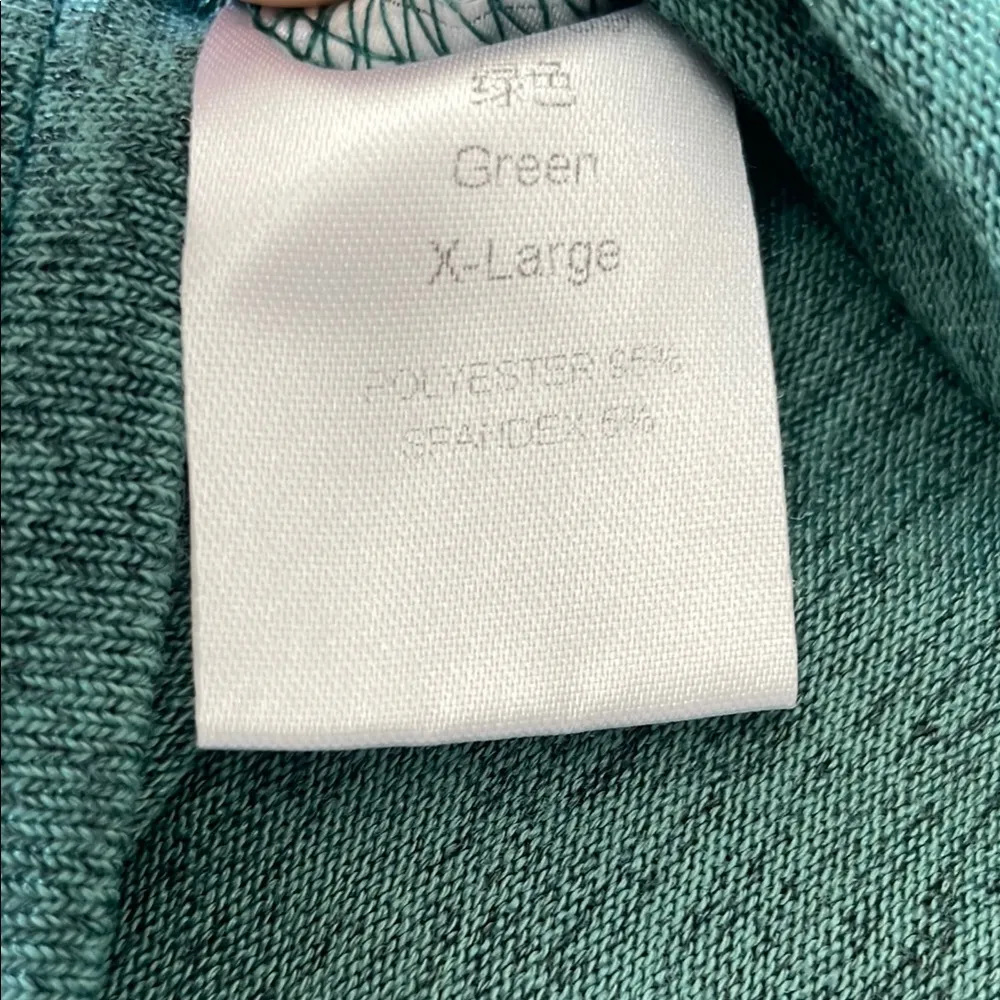 绿色
Green
X-Large
POLYESTER 95%
SPANDEX 5%